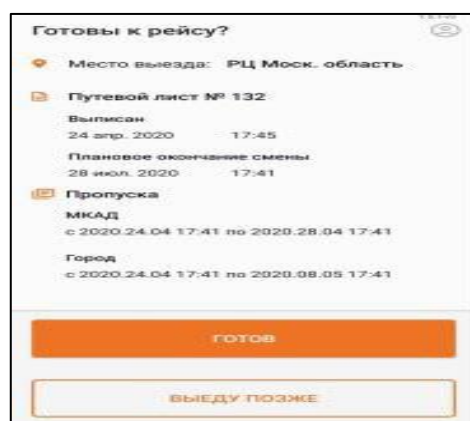 Готовы к рейсу?
Место выезда: РЦ Моск. область
Путевой лист № 132
Выписан
24 апр. 2020 17:45
Плановое окончание смены
28 июл. 2020 17:41
Пропуска
МКАД
с 2020.24.04 17:41 по 2020.28.04 17:41
Город
с 2020.24.04 17:41 по 2020.08.05 17:41
ГОТОВ
ВЫЕДУ ПОЗЖЕ